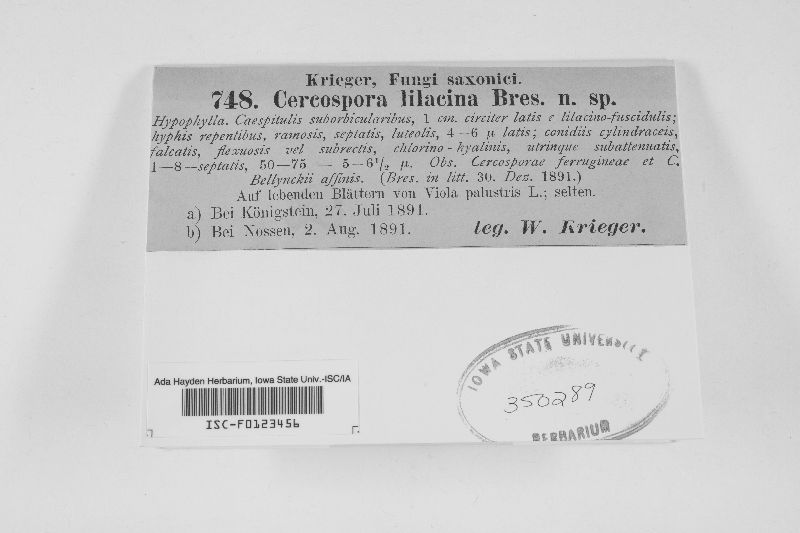 Krieger, Fungi saxonici.
748. Cercospora lilacina Bres. n. sp.
Hypophylla. Caespitulis suborbicularibus, 1 cm. circiter latis e lilacino-fuscidulis;
hyphis repentibus, ramosis, septatis, luteolis, 4—6 μ latis; conidiis cylindraceis,
falcatis, flexuosis vel subrectis, chlorino-hyalinis, utrinque subattenuatis,
1—8—septatis, 50—75 — 5—6½ μ. Obs. Cercosporae ferrugineae et C.
Bellynckii affinis. (Bres. in litt. 30. Dez. 1891.)
Auf lebenden Blättern von Viola palustris L.; selten.
a) Bei Königstein, 27. Juli 1891.
b) Bei Nossen, 2. Aug. 1891. leg. W. Krieger.
IOWA STATE UNIVERSITY
350289
HERBARIUM
Ada Hayden Herbarium, Iowa State Univ.-ISC/IA
ISC-F0123456